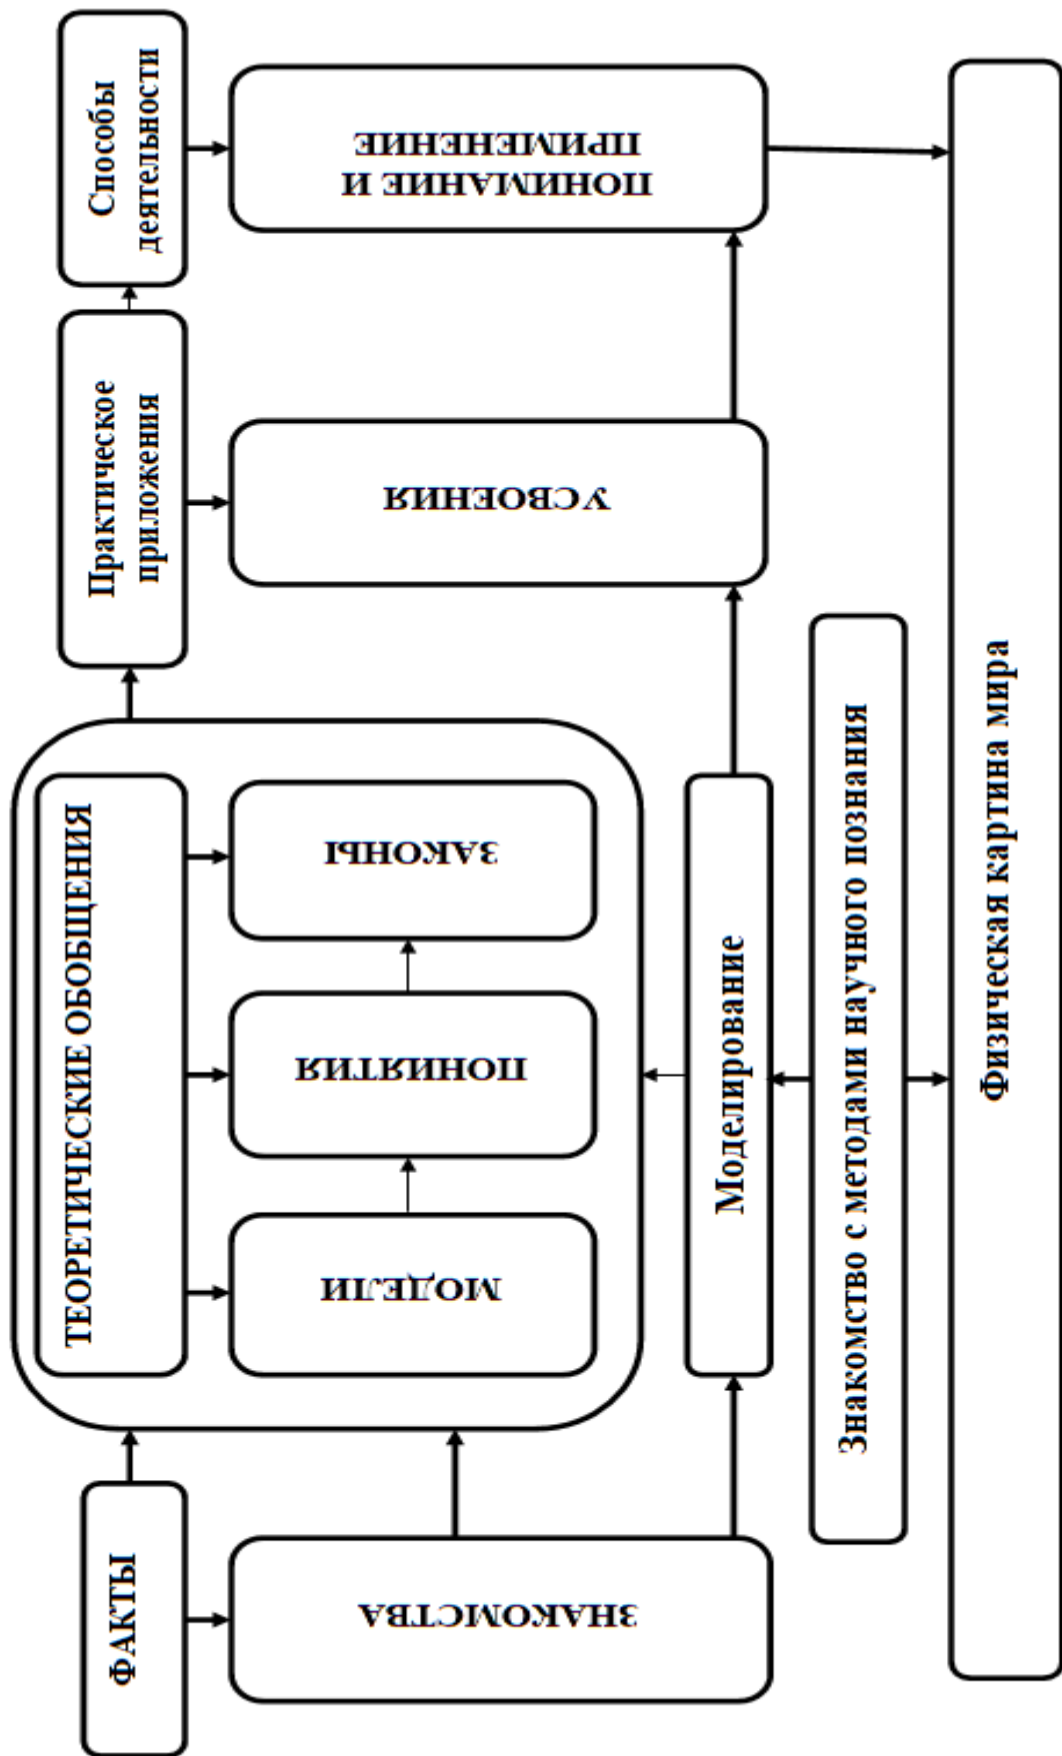 ФАКТЫ
ТЕОРЕТИЧЕСКИЕ ОБОБЩЕНИЯ
Практическое
приложения
Способы
деятельности
ЗНАКОМСТВА
МОДЕЛИ
ПОНИЯТИЯ
ЗАКОНЫ
УСВОЕНИЯ
ПОНИМАНИЕ И
ПРИМЕНЕНИЕ
Моделирование
Знакомство с методами научного познания
Физическая картина мира